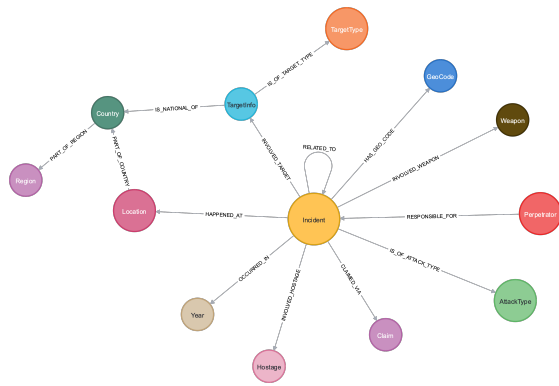 TargetType
GeoCode
IS_OF_TARGET_TYPE
HAS_GEO_CODE
Country
IS_NATIONAL_OF
TargetInfo
Weapon
INVOLVED_WEAPON
PART_OF_REGION
PART_OF_COUNTRY
INVOLVED_TARGET
RELATED_TO
Region
Location
HAPPENED_AT
Incident
RESPONSIBLE_FOR
Perpetrator
OCCURRED_IN
INVOLVED_HOSTAGE
CLAIMED_VIA
IS_OF_ATTACK_TYPE
AttackType
Year
Claim
Hostage